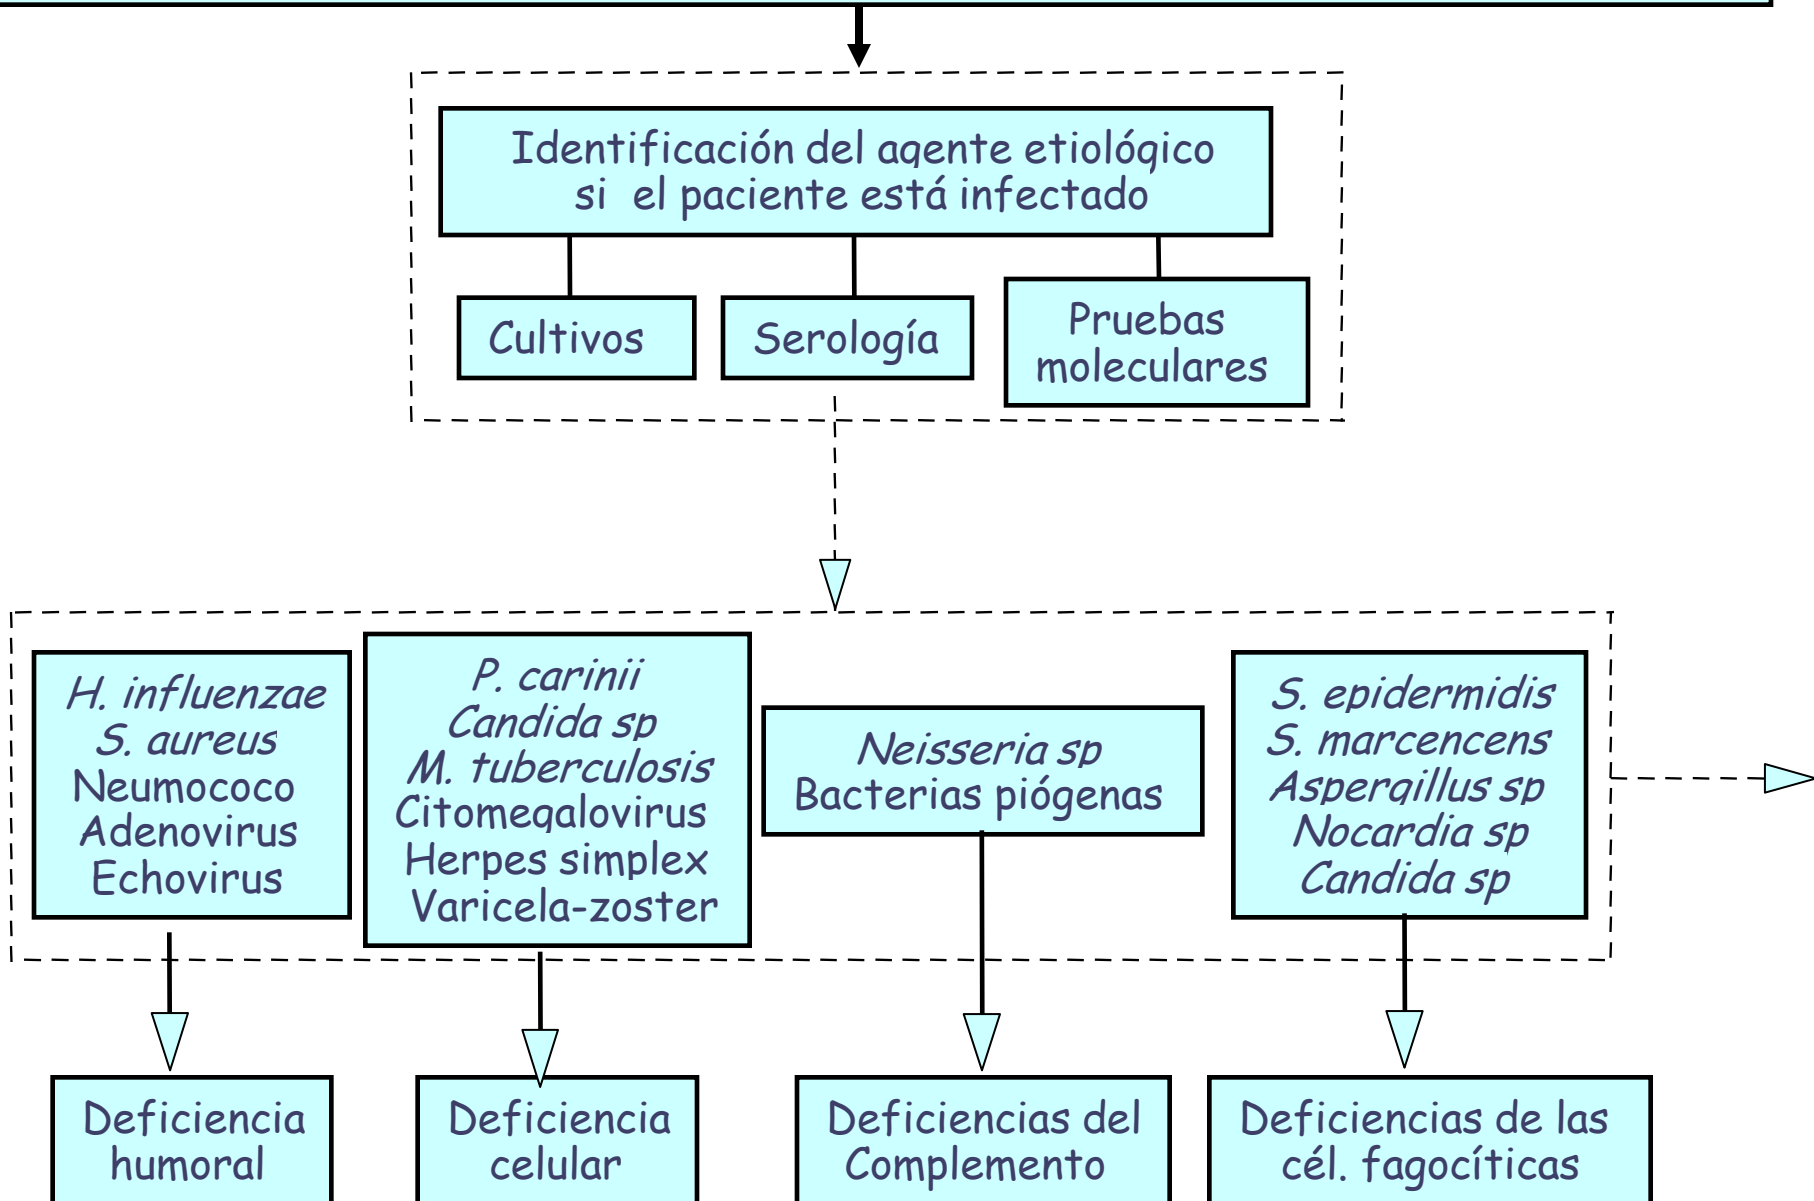 Identificación del agente etiológico
si el paciente está infectado
Cultivos
Serología
Pruebas
moleculares
H. influenzae
S. aureus
Neumococo
Adenovirus
Echovirus
P. carinii
Candida sp
M. tuberculosis
Citomegalovirus
Herpes simplex
Varicela-zoster
Neisseria sp
Bacterias piógenas
S. epidermidis
S. marcencens
Aspergillus sp
Nocardia sp
Candida sp
Deficiencia
humoral
Deficiencia
celular
Deficiencias del
Complemento
Deficiencias de las
cél. fagocíticas